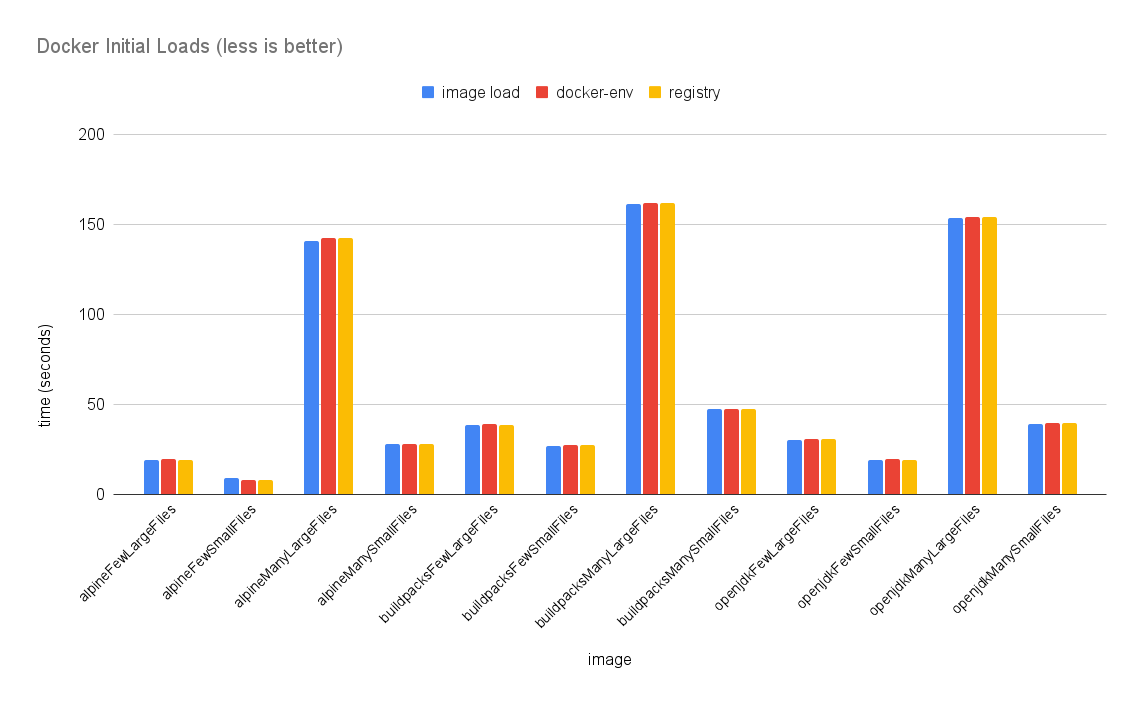 Docker Initial Loads (less is better)
image load docker-env registry
200
150
100
50
0
time (seconds)
alpineFewLargeFiles
alpineFewSmallFiles
alpineManyLargeFiles
alpineManySmallFiles
buildpacksFewLargeFiles
buildpacksFewSmallFiles
buildpacksManyLargeFiles
buildpacksManySmallFiles
openjdkFewLargeFiles
openjdkFewSmallFiles
openjdkManyLargeFiles
openjdkManySmallFiles
image